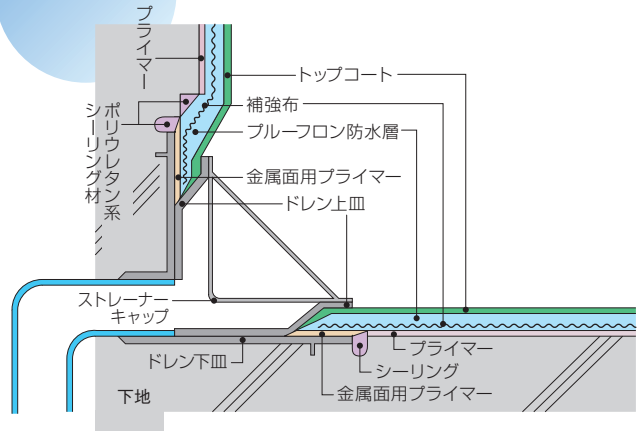 プライマー
トップコート
補強布
プルーフロン防水層
ポリウレタン系
シーリング材
金属面用プライマー
ドレン上皿
ストレーナー
キャップ
プライマー
ドレン下皿
シーリング
下地
金属面用プライマー